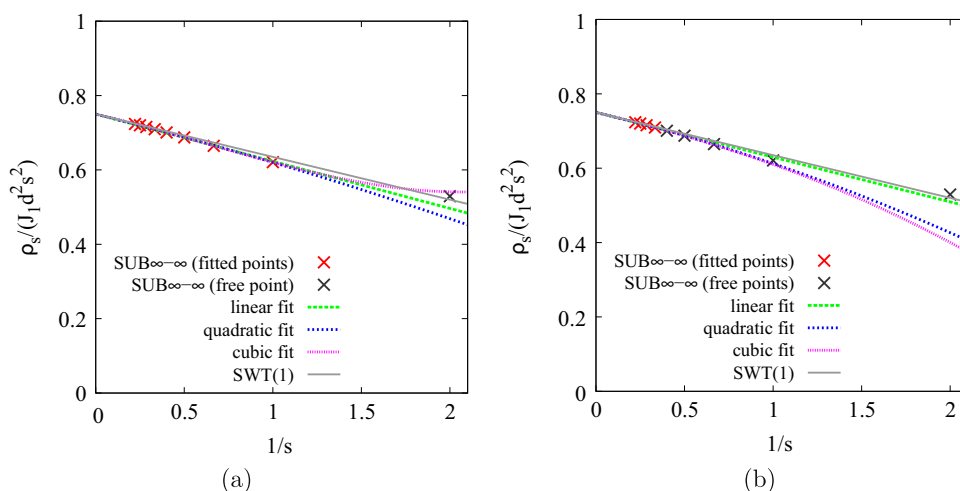 1
0.8
0.6
0.4
0.2
0
ρs/(J1d²s²)
SUB∞−∞ (fitted points)
SUB∞−∞ (free point)
linear fit
quadratic fit
cubic fit
SWT(1)
0 0.5 1 1.5 2
1/s
(a)
1
0.8
0.6
0.4
0.2
0
ρs/(J1d²s²)
SUB∞−∞ (fitted points)
SUB∞−∞ (free points)
linear fit
quadratic fit
cubic fit
SWT(1)
0 0.5 1 1.5 2
1/s
(b)